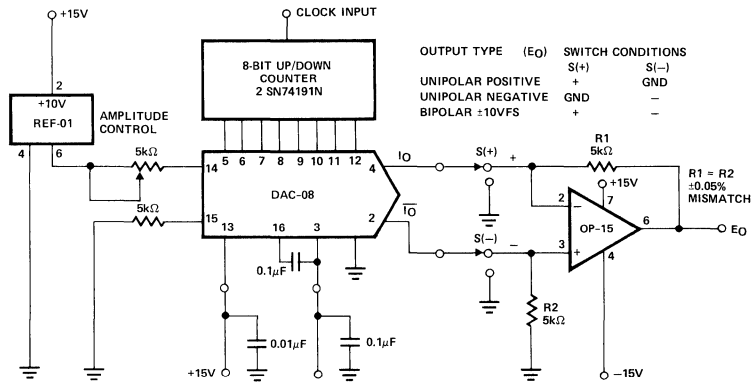 CLOCK INPUT
+15V
8-BIT UP/DOWN
COUNTER
2 SN74191N
OUTPUT TYPE (EO) SWITCH CONDITIONS
S(+) S(−)
UNIPOLAR POSITIVE + GND
UNIPOLAR NEGATIVE GND −
BIPOLAR ±10VFS + −
2
+10V
REF-01
AMPLITUDE
CONTROL
4 6
5kΩ
14
5 6 7 8 9 10 11 12
4
IO
S(+)
+
R1
5kΩ
R1 = R2
±0.05%
MISMATCH
DAC-08
+15V
7
2
−
OP-15
6
EO
5kΩ
15
13 16 3
2
IO
S(−)
−
3
+
4
0.1μF
R2
5kΩ
0.01μF
0.1μF
+15V
−15V